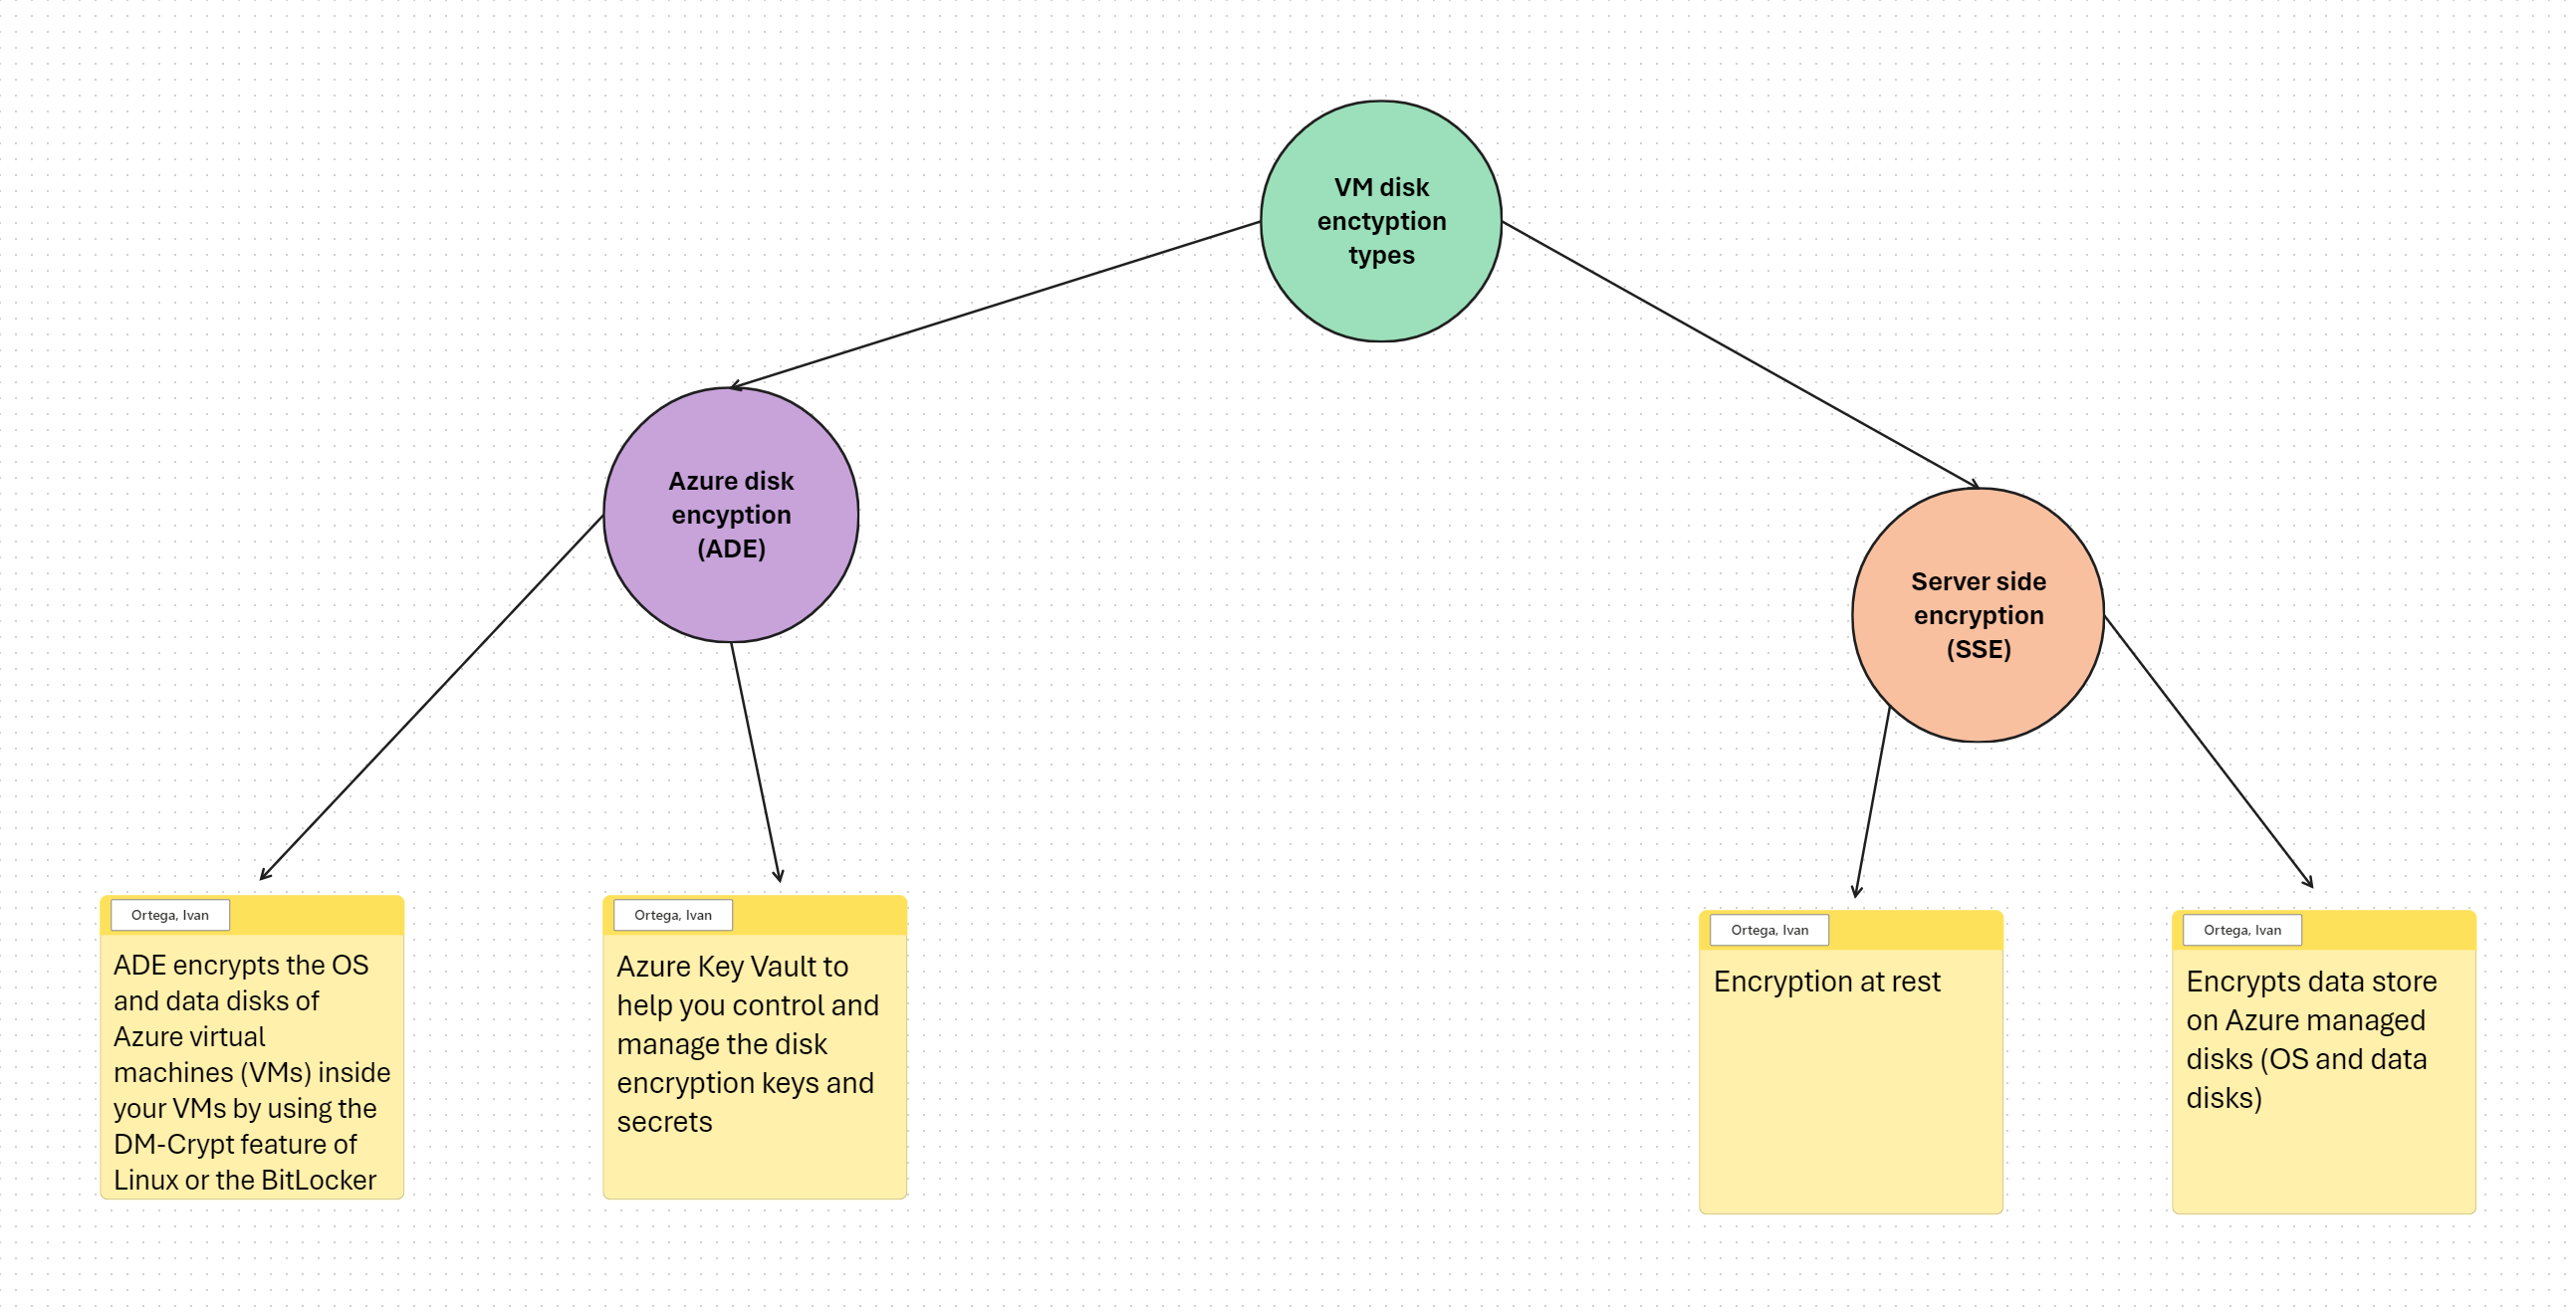 VM disk
enctyption
types
Azure disk
encyption
(ADE)
Server side
encryption
(SSE)
Ortega, Ivan
ADE encrypts the OS
and data disks of
Azure virtual
machines (VMs) inside
your VMs by using the
DM-Crypt feature of
Linux or the BitLocker
Ortega, Ivan
Azure Key Vault to
help you control and
manage the disk
encryption keys and
secrets
Ortega, Ivan
Encryption at rest
Ortega, Ivan
Encrypts data store
on Azure managed
disks (OS and data
disks)